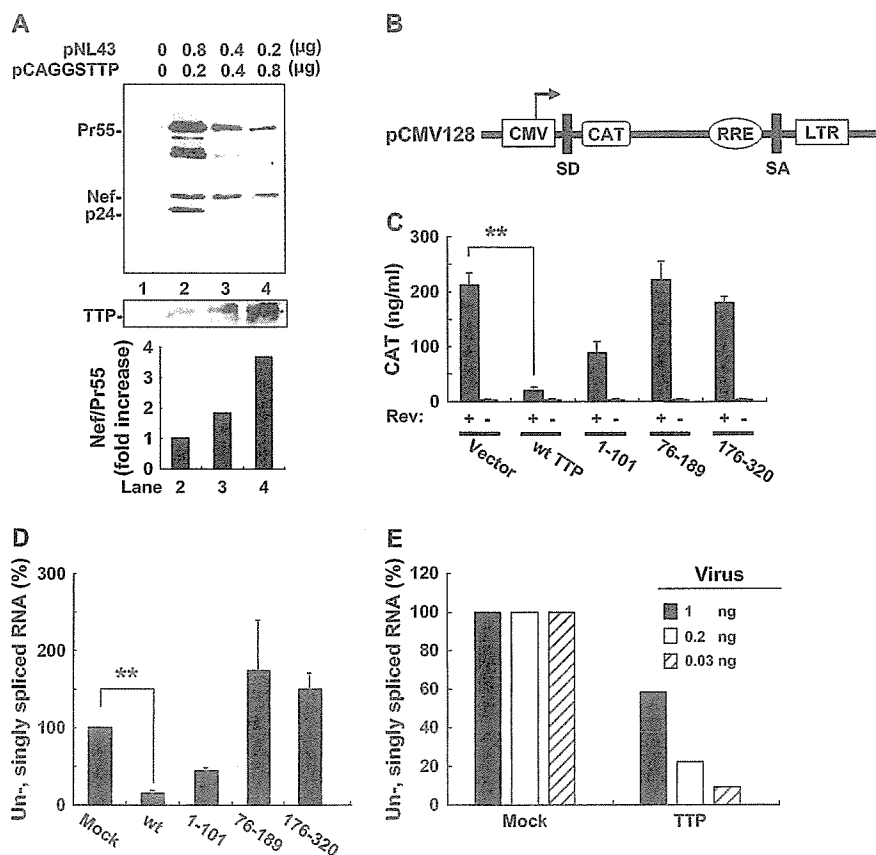 A
pNL43 0 0.8 0.4 0.2 (µg)
pCAGGSTTP 0 0.2 0.4 0.8 (µg)
Pr55-
Nef-
p24-
1 2 3 4
TTP-
Nef/Pr55
(fold increase)
4
3
2
1
0
Lane 2 3 4
B
pCMV128
CMV
CAT
RRE
LTR
SD
SA
C
CAT (ng/ml)
300
200
100
0
**
Rev: + - + - + - + - + -
Vector
wt TTP
1-101
76-189
176-320
D
Un-, singly spliced RNA (%)
300
200
100
0
**
Mock
wt
1-101
76-189
176-320
E
Un-, singly spliced RNA (%)
120
100
80
60
40
20
0
Virus
1 ng
0.2 ng
0.03 ng
Mock
TTP